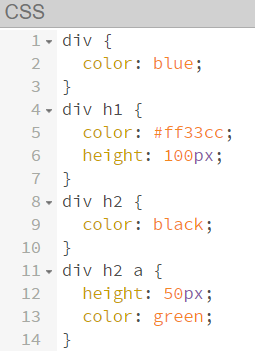 CSS
1 div {
2   color: blue;
3 }
4 div h1 {
5   color: #ff33cc;
6   height: 100px;
7 }
8 div h2 {
9   color: black;
10 }
11 div h2 a {
12   height: 50px;
13   color: green;
14 }